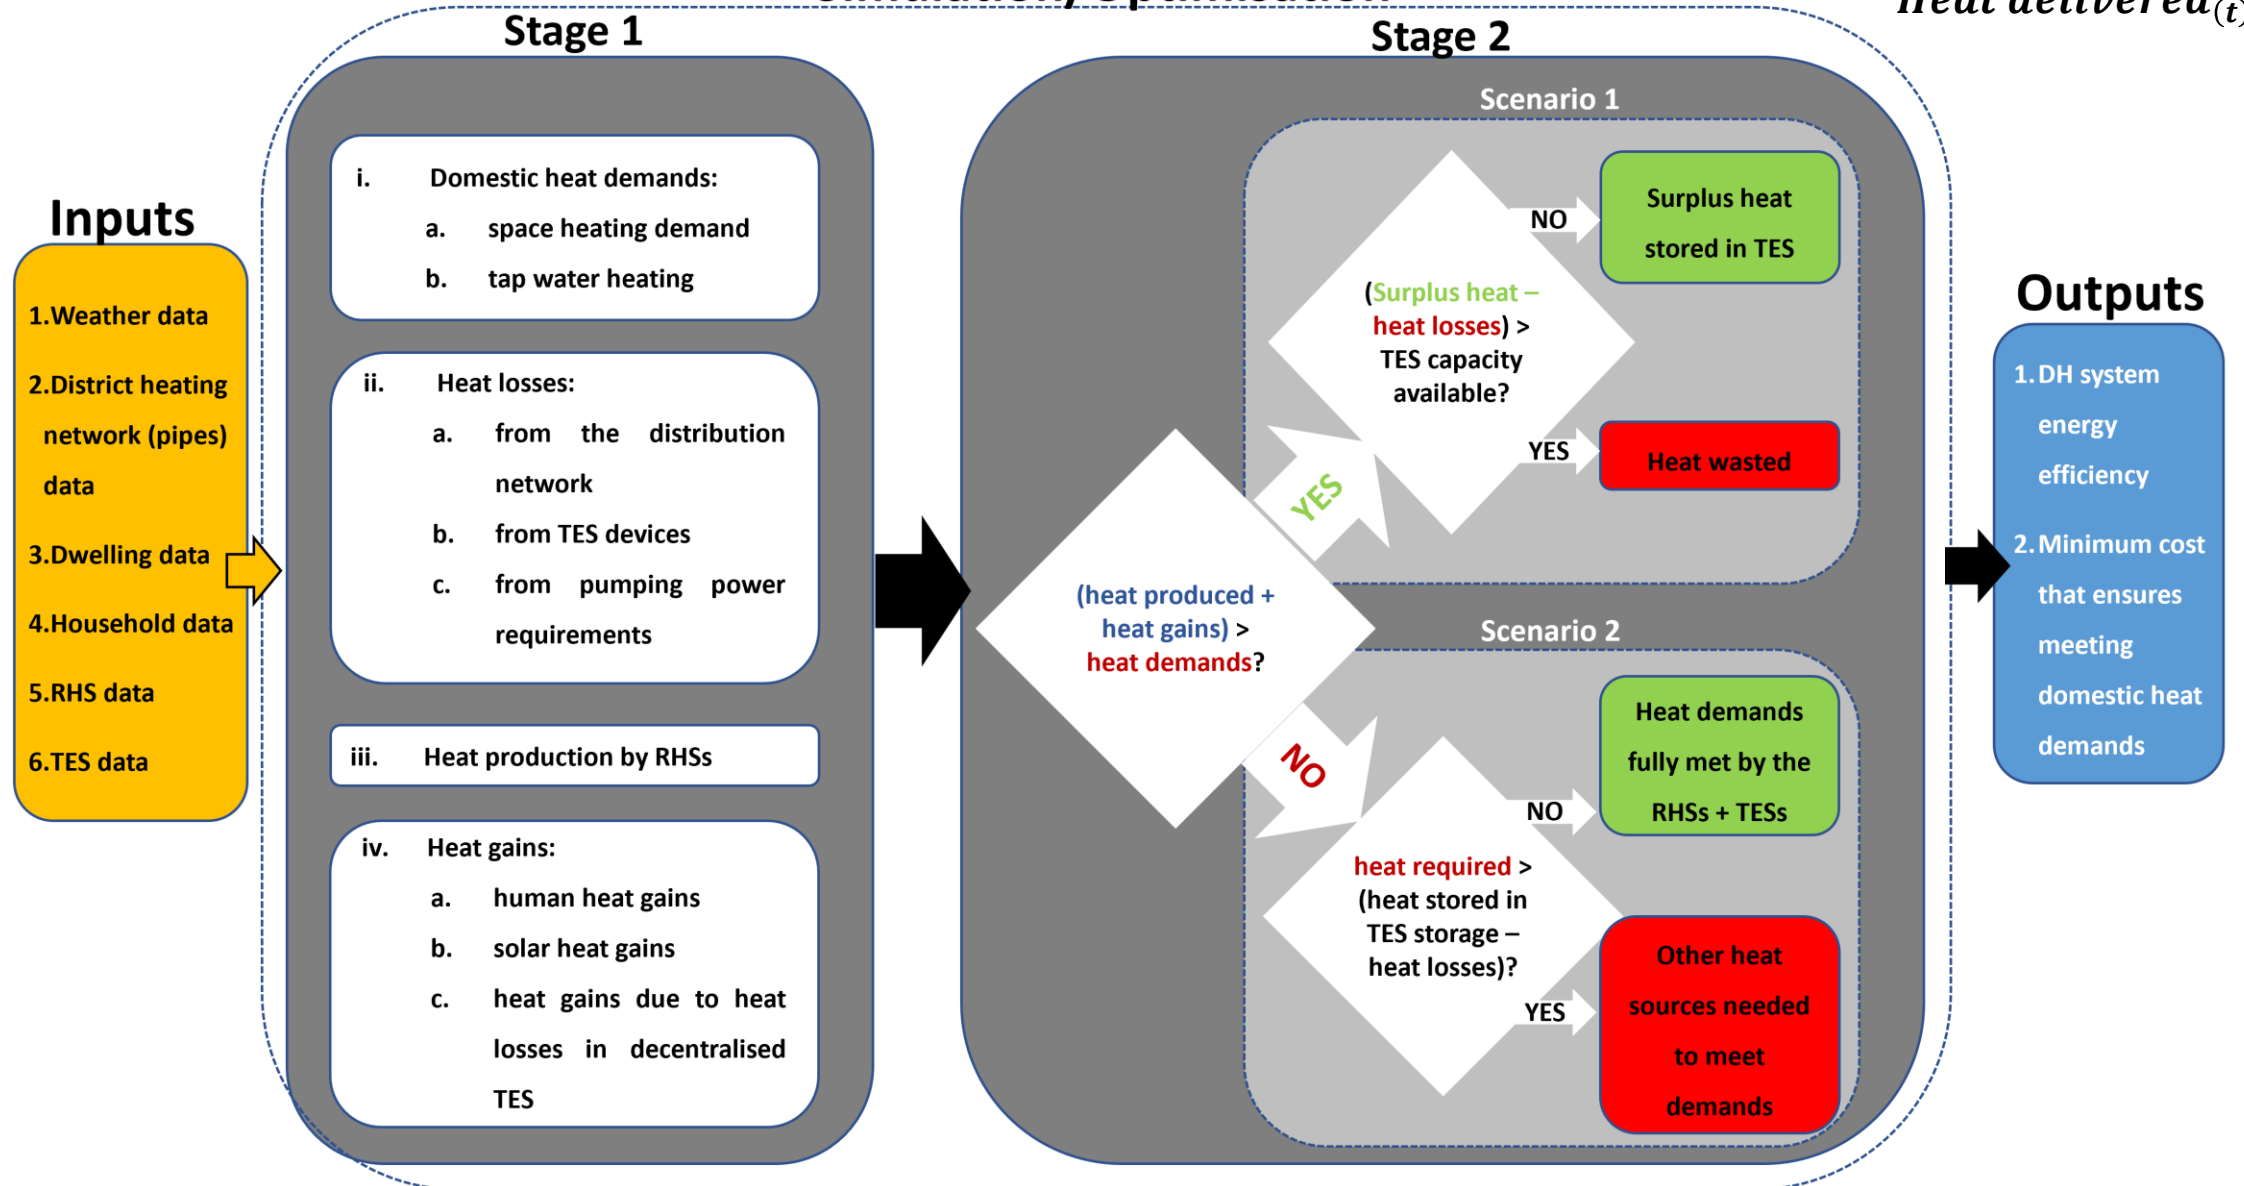 Simulation/Optimisation
Heat delivered(t)
Stage 1
Stage 2
Inputs
1.Weather data
2.District heating
network (pipes)
data
3.Dwelling data
4.Household data
5.RHS data
6.TES data
i. Domestic heat demands:
a. space heating demand
b. tap water heating
ii. Heat losses:
a. from the distribution
network
b. from TES devices
c. from pumping power
requirements
iii. Heat production by RHSs
iv. Heat gains:
a. human heat gains
b. solar heat gains
c. heat gains due to heat
losses in decentralised
TES
(heat produced +
heat gains) >
heat demands?
YES
NO
Scenario 1
(Surplus heat –
heat losses) >
TES capacity
available?
NO
Surplus heat
stored in TES
YES
Heat wasted
Scenario 2
heat required >
(heat stored in
TES storage –
heat losses)?
NO
Heat demands
fully met by the
RHSs + TESs
YES
Other heat
sources needed
to meet
demands
Outputs
1. DH system
energy
efficiency
2. Minimum cost
that ensures
meeting
domestic heat
demands